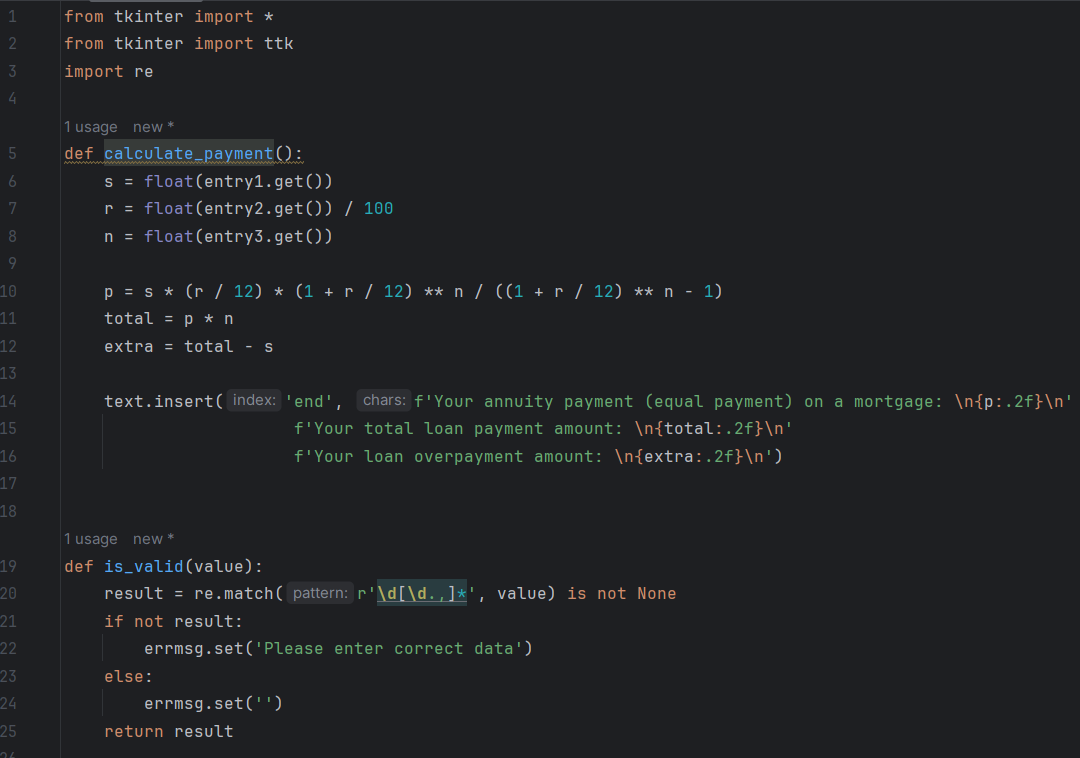 1 from tkinter import *
2 from tkinter import ttk
3 import re
4
1 usage new *
5 def calculate_payment():
6 s = float(entry1.get())
7 r = float(entry2.get()) / 100
8 n = float(entry3.get())
9
10 p = s * (r / 12) * (1 + r / 12) ** n / ((1 + r / 12) ** n - 1)
11 total = p * n
12 extra = total - s
13
14 text.insert( index: 'end', chars: f'Your annuity payment (equal payment) on a mortgage: \n{p:.2f}\n'
15 f'Your total loan payment amount: \n{total:.2f}\n'
16 f'Your loan overpayment amount: \n{extra:.2f}\n')
17
18
1 usage new *
19 def is_valid(value):
20 result = re.match( pattern: r'\d[\d.,]*', value) is not None
21 if not result:
22 errmsg.set('Please enter correct data')
23 else:
24 errmsg.set('')
25 return result